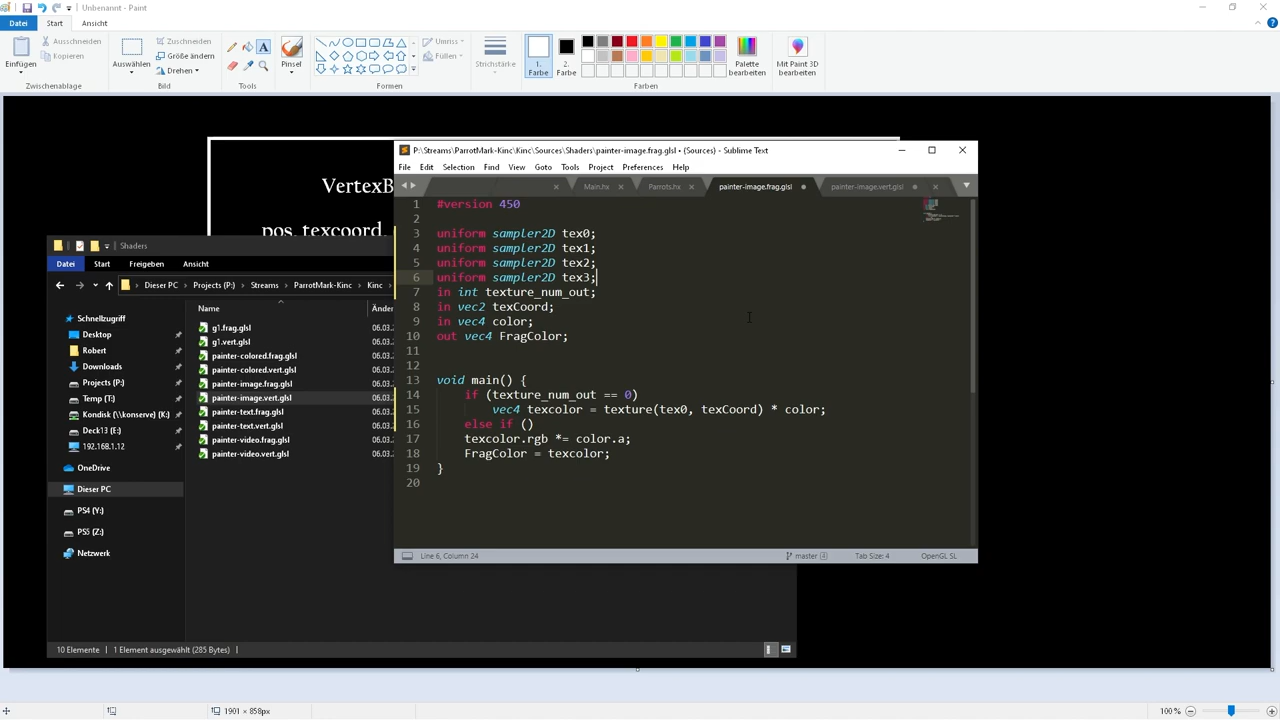 Unbenannt - Paint
Datei
Start
Ansicht
Einfügen
Ausschneiden
Kopieren
Auswählen
Zuschneiden
Größe ändern
Drehen
A
Pinsel
Umriss
Füllen
Strichstärke
1.
Farbe
2.
Farbe
Palette
bearbeiten
Mit Paint 3D
bearbeiten
Zwischenablage
Bild
Tools
Formen
Farben
VertexB
pos, texcoord,
Shaders
Datei
Start
Freigeben
Ansicht
Dieser PC
Projects (P:)
Streams
ParrotMark-Kinc
Kinc
Name
Schnellzugriff
Desktop
Robert
Downloads
Projects (P:)
Temp (T:)
Kondisk (\\konserve) (K:)
Deck13 (E:)
192.168.1.12
OneDrive
Dieser PC
PS4 (Y:)
PS5 (Z:)
Netzwerk
Änd
g1.frag.glsl 06.03.
g1.vert.glsl 06.03.
painter-colored.frag.glsl 06.03.
painter-colored.vert.glsl 06.03.
painter-image.frag.glsl 06.03.
painter-image.vert.glsl 06.03.
painter-text.frag.glsl 06.03.
painter-text.vert.glsl 06.03.
painter-video.frag.glsl 06.03.
painter-video.vert.glsl 06.03.
10 Elemente
1 Element ausgewählt (285 Bytes)
P:\Streams\ParrotMark-Kinc\Kinc\Sources\Shaders\painter-image.frag.glsl • (Sources) - Sublime Text
File Edit Selection Find View Goto Tools Project Preferences Help
Main.hx
Parrots.hx
painter-image.frag.glsl
painter-image.vert.glsl
1 #version 450
2
3 uniform sampler2D tex0;
4 uniform sampler2D tex1;
5 uniform sampler2D tex2;
6 uniform sampler2D tex3;
7 in int texture_num_out;
8 in vec2 texCoord;
9 in vec4 color;
10 out vec4 FragColor;
11
12
13 void main() {
14 if (texture_num_out == 0)
15 vec4 texcolor = texture(tex0, texCoord) * color;
16 else if ()
17 texcolor.rgb *= color.a;
18 FragColor = texcolor;
19 }
20
Line 6, Column 24
master 4
Tab Size: 4
OpenGL SL
1901 × 858px
100 %